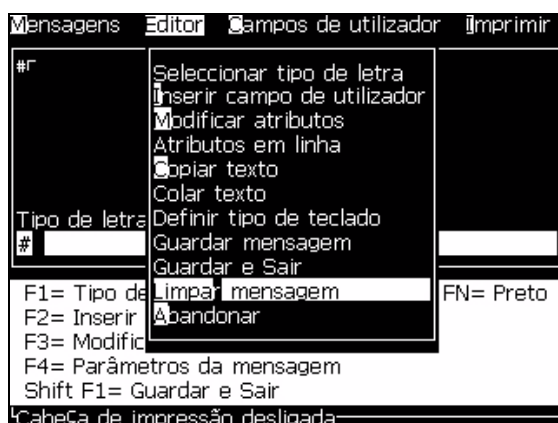 Mensagens Editor Campos de utilizador Imprimir
#
Seleccionar tipo de letra
Inserir campo de utilizador
Modificar atributos
Atributos em linha
Copiar texto
Colar texto
Definir tipo de teclado
Guardar mensagem
Guardar e Sair
Limpar mensagem
Abandonar
Tipo de letra
#
F1= Tipo de
FN= Preto
F2= Inserir
F3= Modific
F4= Parâmetros da mensagem
Shift F1= Guardar e Sair
Cabeça de impressão desligada